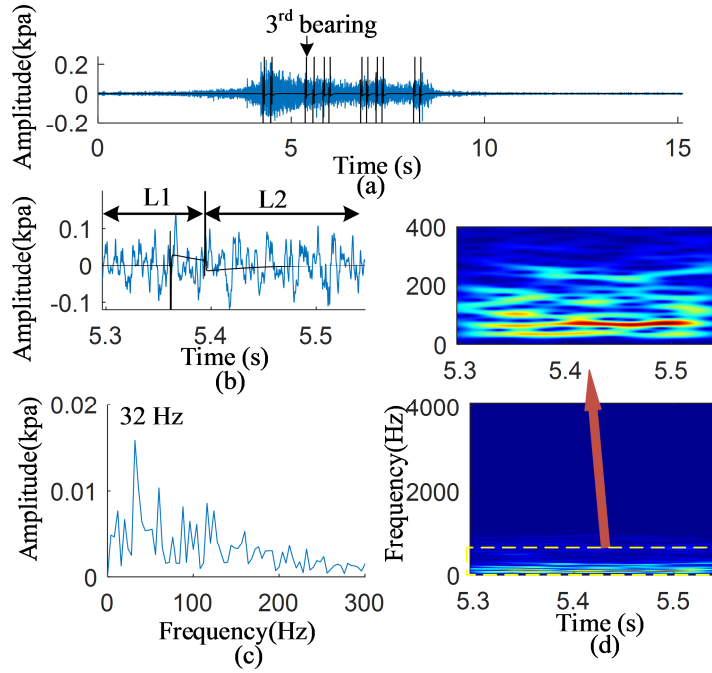 3rd bearing
Amplitude(kpa)
0.2
0
-0.2
0
5
10
15
Time (s)
(a)
L1
L2
Amplitude(kpa)
0.1
0
-0.1
5.3
5.4
5.5
Time (s)
(b)
400
200
0
5.3
5.4
5.5
Amplitude(kpa)
0.02
0.01
0
32 Hz
0
100
200
300
Frequency(Hz)
(c)
Frequency(Hz)
4000
2000
0
5.3
5.4
5.5
Time (s)
(d)